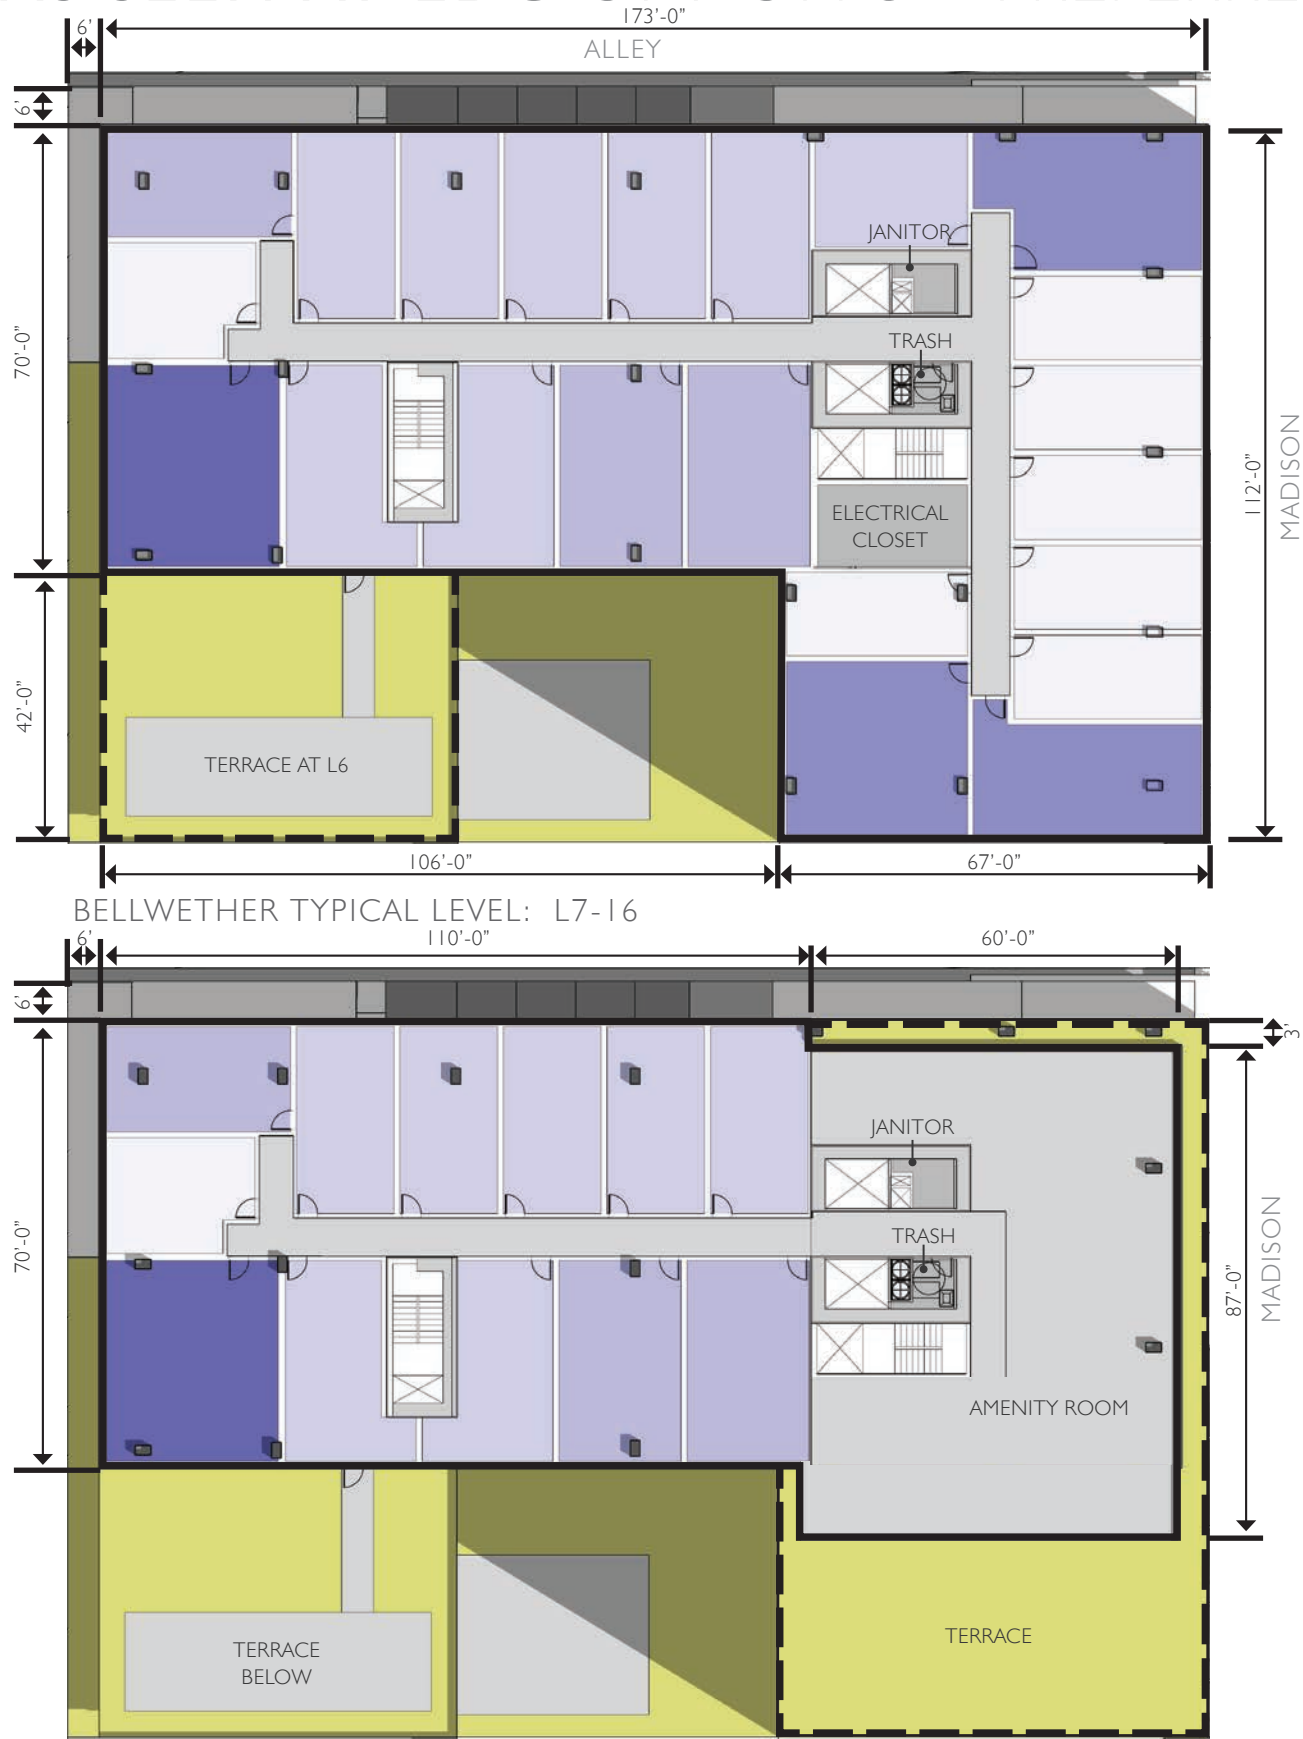 6'
173'-0"
ALLEY
6'
JANITOR
70'-0"
TRASH
MADISON
112'-0"
ELECTRICAL
CLOSET
42'-0"
TERRACE AT L6
106'-0"
67'-0"
BELLWETHER TYPICAL LEVEL: L7-16
6'
110'-0"
60'-0"
6'
3'
JANITOR
70'-0"
TRASH
MADISON
87'-0"
AMENITY ROOM
TERRACE
BELOW
TERRACE